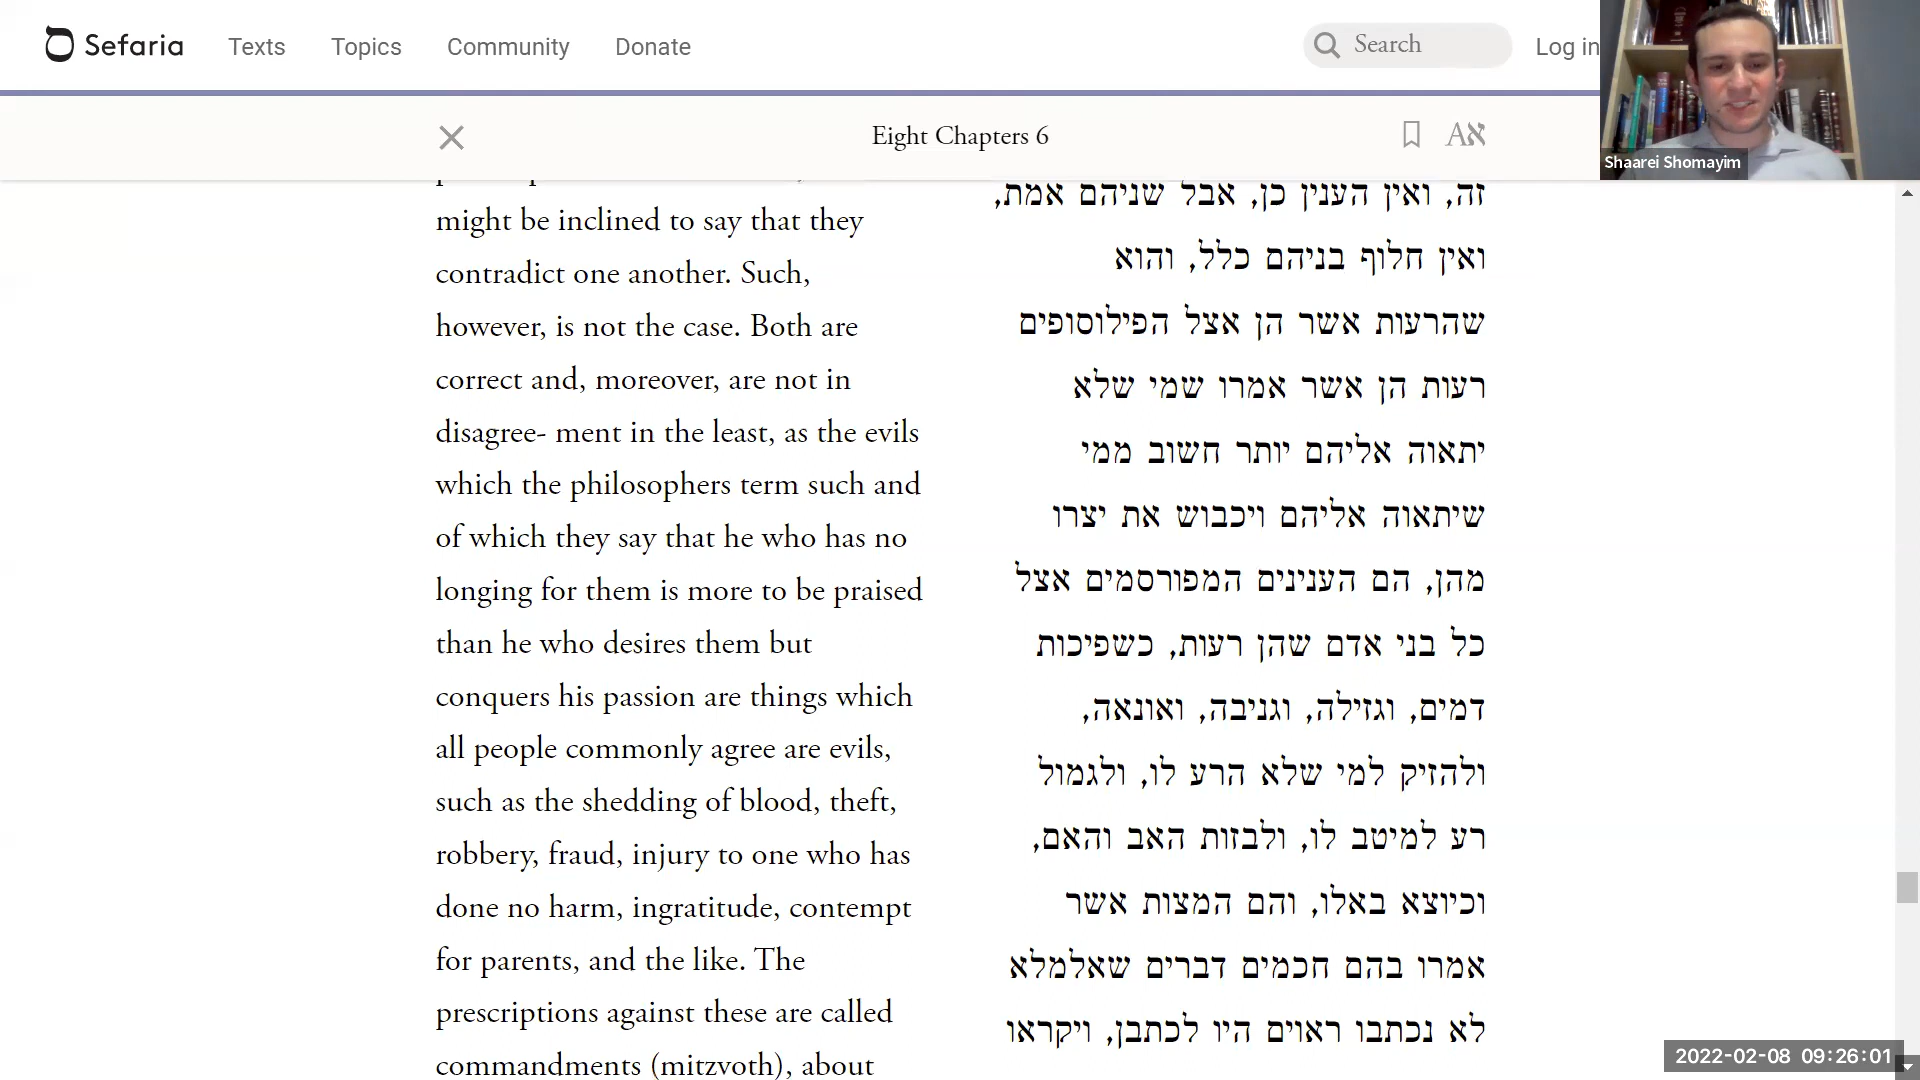 Sefaria
Texts
Topics
Community
Donate
Search
Log in
Shaarei Shomayim
Eight Chapters 6
might be inclined to say that they
contradict one another. Such,
however, is not the case. Both are
correct and, moreover, are not in
disagree- ment in the least, as the evils
which the philosophers term such and
of which they say that he who has no
longing for them is more to be praised
than he who desires them but
conquers his passion are things which
all people commonly agree are evils,
such as the shedding of blood, theft,
robbery, fraud, injury to one who has
done no harm, ingratitude, contempt
for parents, and the like. The
prescriptions against these are called
commandments (mitzvoth), about
זה, ואין הענין כן, אבל שניהם אמת,
ואין חלוף בניהם כלל, והוא
שהרעות אשר הן אצל הפילוסופים
רעות הן אשר אמרו שמי שלא
יתאוה אליהם יותר חשוב ממי
שיתאוה אליהם ויכבוש את יצרו
מהן, הם הענינים המפורסמים אצל
כל בני אדם שהן רעות, כשפיכות
דמים, וגזילה, וגניבה, ואונאה,
ולהזיק למי שלא הרע לו, ולגמול
רע למיטב לו, ולבזות האב והאם,
וכיוצא באלו, והם המצות אשר
אמרו בהם חכמים דברים שאלמלא
לא נכתבו ראוים היו לכתבן, ויקראו
2022-02-08 09:26:01